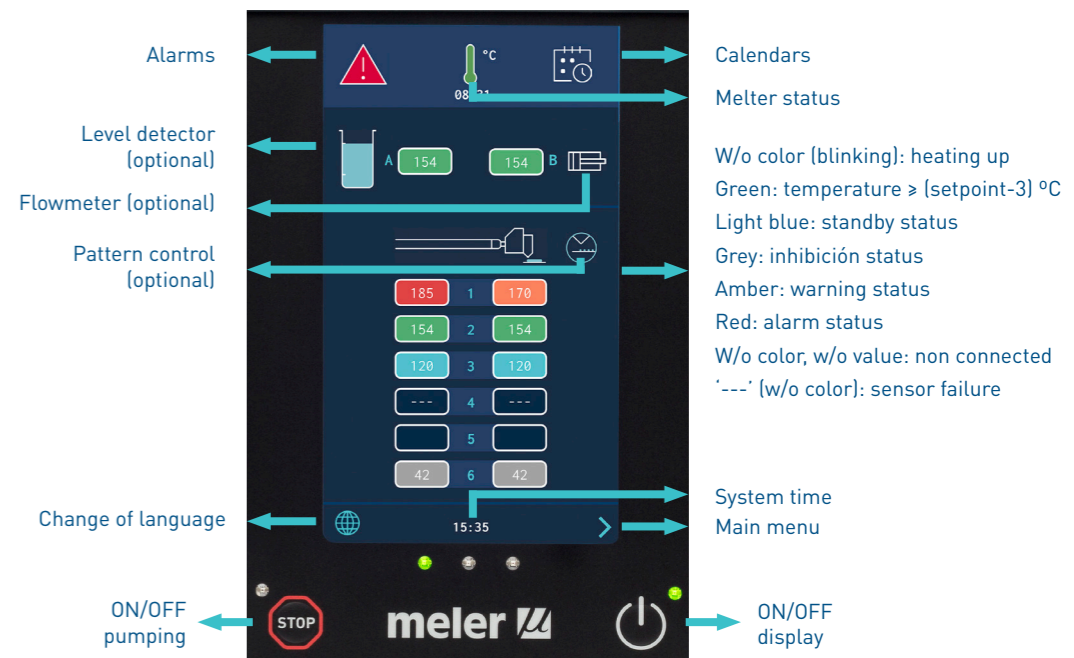 Alarms
Level detector
(optional)
Flowmeter (optional)
Pattern control
(optional)
Change of language
ON/OFF
pumping
°C
A 154 154 B
185 1 170
154 2 154
120 3 120
--- 4 ---
5
42 6 42
15:35
STOP
meler
Calendars
Melter status
W/o color (blinking): heating up
Green: temperature ⩾ (setpoint-3) ºC
Light blue: standby status
Grey: inhibición status
Amber: warning status
Red: alarm status
W/o color, w/o value: non connected
‘---’ (w/o color): sensor failure
System time
Main menu
ON/OFF
display